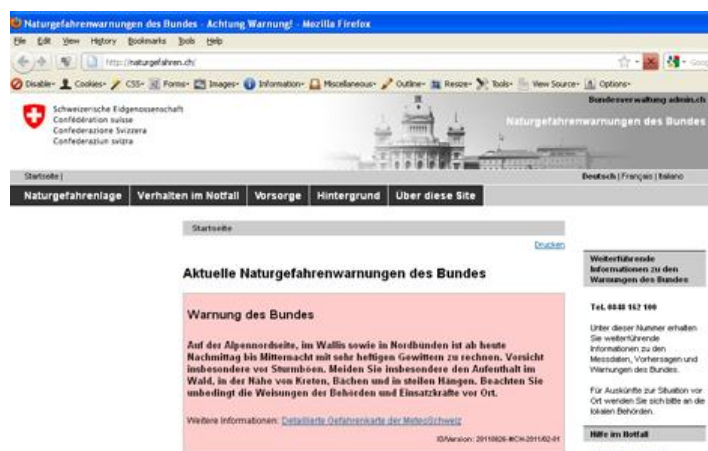 Naturgefahrenwarnungen des Bundes - Achtung Warnung! - Mozilla Firefox
File Edit View History Bookmarks Tools Help
http://naturgefahren.ch/
Disable Cookies CSS Forms Images Information Miscellaneous Outline Resize Tools View Source Options
Schweizerische Eidgenossenschaft
Confédération suisse
Confederazione Svizzera
Confederaziun svizra
Bundesverwaltung admin.ch
Naturgefahrenwarnungen des Bundes
Startseite |
Deutsch | Français | Italiano
Naturgefahrenlage Verhalten im Notfall Vorsorge Hintergrund Über diese Site
Startseite
Drucken
Aktuelle Naturgefahrenwarnungen des Bundes
Warnung des Bundes
Auf der Alpennordseite, im Wallis sowie in Nordbünden ist ab heute
Nachmittag bis Mitternacht mit sehr heftigen Gewittern zu rechnen. Vorsicht
insbesondere vor Sturmböen. Meiden Sie insbesondere den Aufenthalt im
Wald, in der Nähe von Kreten, Bächen und in steilen Hängen. Beachten Sie
unbedingt die Weisungen der Behörden und Einsatzkräfte vor Ort.
Weitere Informationen: Detaillierte Gefahrenkarte der MeteoSchweiz
ID/Version: 20110826-MCH-2011/02-01
Weiterführende
Informationen zu den
Warnungen des Bundes
Tel. 0848 162 100
Unter dieser Nummer erhalten
Sie weiterführende
Informationen zu den
Messdaten, Vorhersagen und
Warnungen des Bundes.
Für Auskünfte zur Situation vor
Ort wenden Sie sich bitte an die
lokalen Behörden.
Hilfe im Notfall